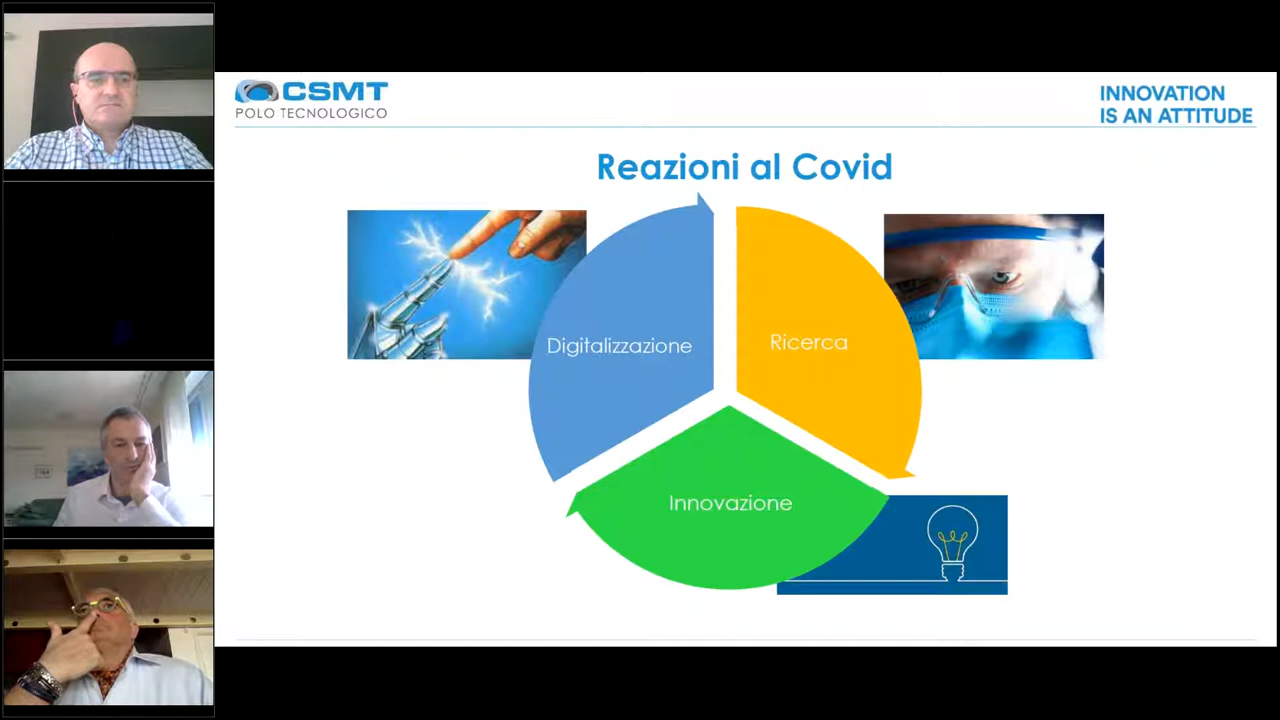 CSMT
POLO TECNOLOGICO
INNOVATION
IS AN ATTITUDE
Reazioni al Covid
Digitalizzazione
Ricerca
Innovazione